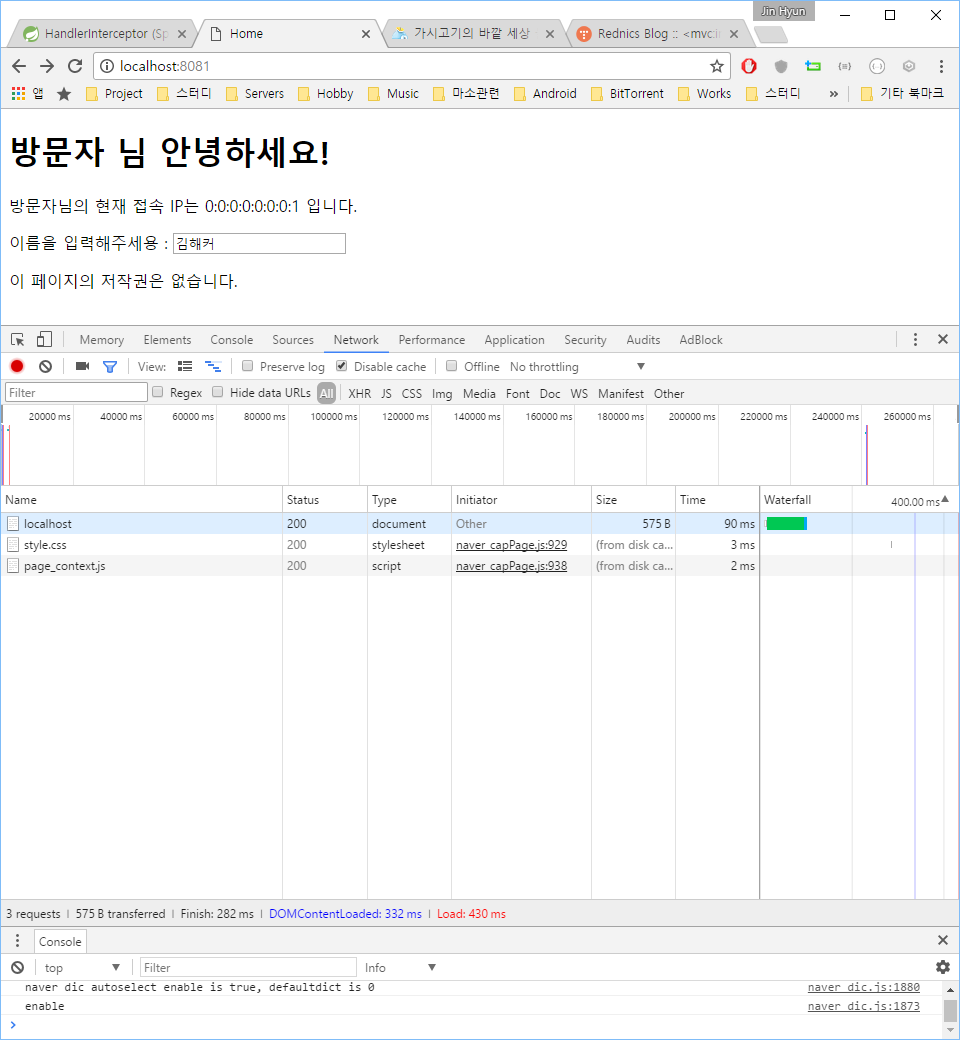 Jin Hyun
HandlerInterceptor (Sp
Home
가시고기의 바깥 세상
Rednics Blog :: <mvc:in
localhost:8081
앱 Project 스터디 Servers Hobby Music 마소관련 Android BitTorrent Works 스터디 » 기타 북마크
방문자 님 안녕하세요!
방문자님의 현재 접속 IP는 0:0:0:0:0:0:0:1 입니다.
이름을 입력해주세용 : 김해커
이 페이지의 저작권은 없습니다.
Memory Elements Console Sources Network Performance Application Security Audits AdBlock
View: Preserve log Disable cache Offline No throttling
Filter Regex Hide data URLs All XHR JS CSS Img Media Font Doc WS Manifest Other
20000 ms 40000 ms 60000 ms 80000 ms 100000 ms 120000 ms 140000 ms 160000 ms 180000 ms 200000 ms 220000 ms 240000 ms 260000 ms
Name Status Type Initiator Size Time Waterfall 400.00 ms
localhost 200 document Other 575 B 90 ms
style.css 200 stylesheet naver_capPage.js:929 (from disk ca... 3 ms
page_context.js 200 script naver_capPage.js:938 (from disk ca... 2 ms
3 requests | 575 B transferred | Finish: 282 ms | DOMContentLoaded: 332 ms | Load: 430 ms
Console
top Filter Info
naver dic autoselect enable is true, defaultdict is 0 naver_dic.js:1880
enable naver_dic.js:1873